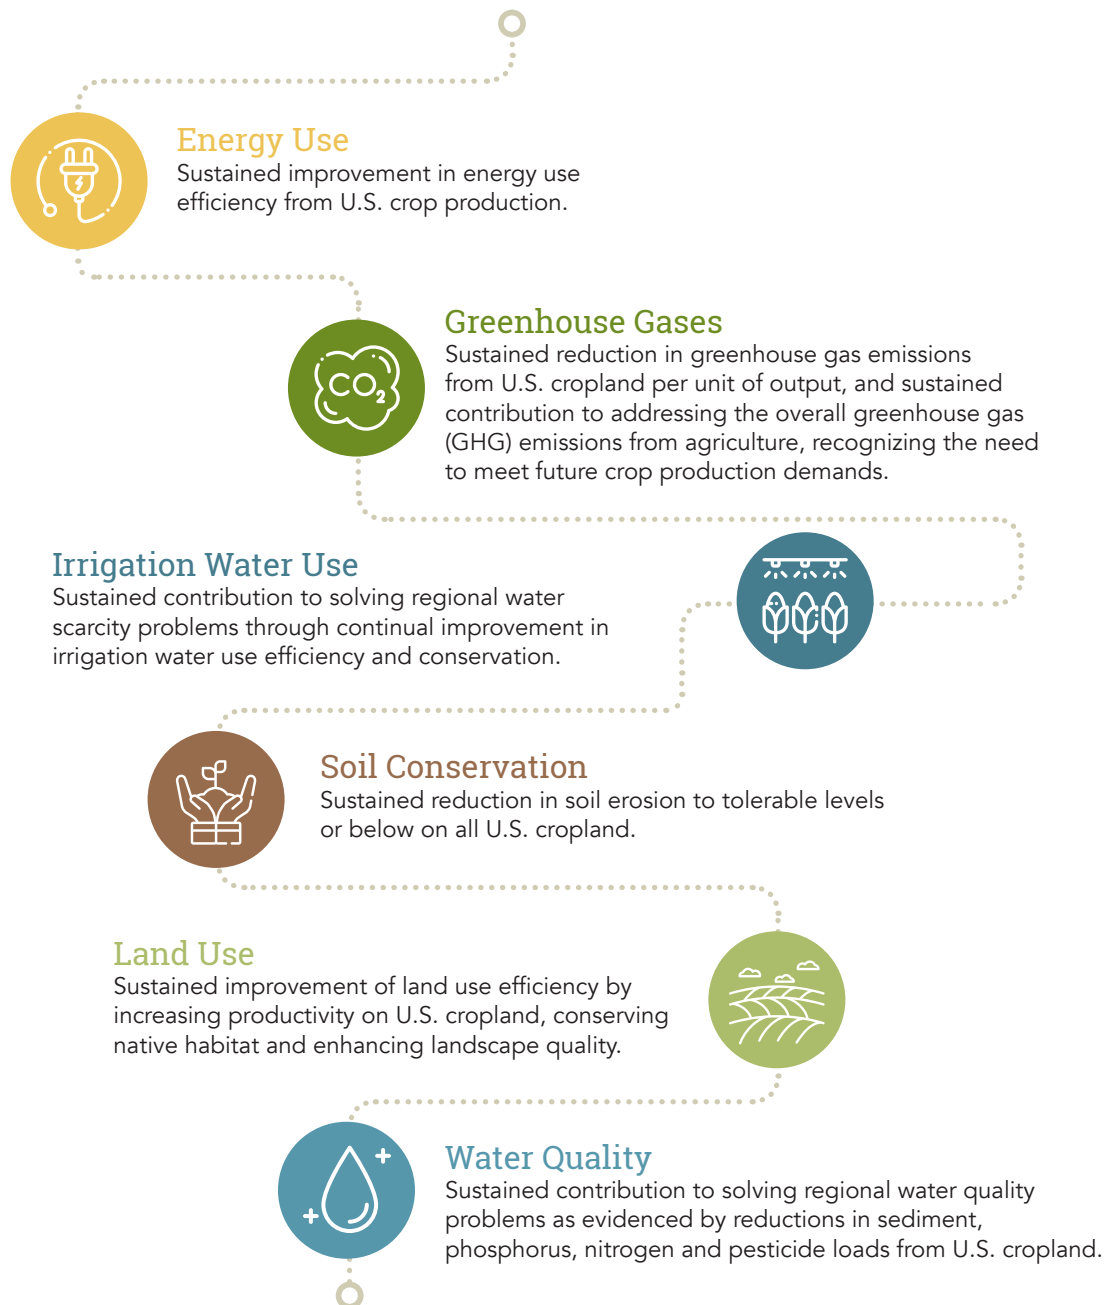 Energy Use
Sustained improvement in energy use
efficiency from U.S. crop production.
Greenhouse Gases
Sustained reduction in greenhouse gas emissions
from U.S. cropland per unit of output, and sustained
contribution to addressing the overall greenhouse gas
(GHG) emissions from agriculture, recognizing the need
to meet future crop production demands.
CO2
Irrigation Water Use
Sustained contribution to solving regional water
scarcity problems through continual improvement in
irrigation water use efficiency and conservation.
Soil Conservation
Sustained reduction in soil erosion to tolerable levels
or below on all U.S. cropland.
Land Use
Sustained improvement of land use efficiency by
increasing productivity on U.S. cropland, conserving
native habitat and enhancing landscape quality.
Water Quality
Sustained contribution to solving regional water quality
problems as evidenced by reductions in sediment,
phosphorus, nitrogen and pesticide loads from U.S. cropland.